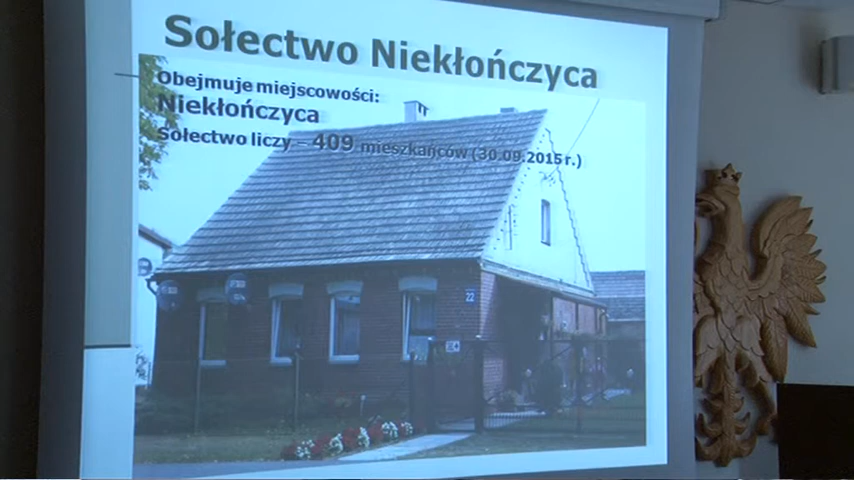 Sołectwo Niekłończyca
Obejmuje miejscowości:
Niekłończyca
Sołectwo liczy – 409 mieszkańców (30.09.2015 r.)
22